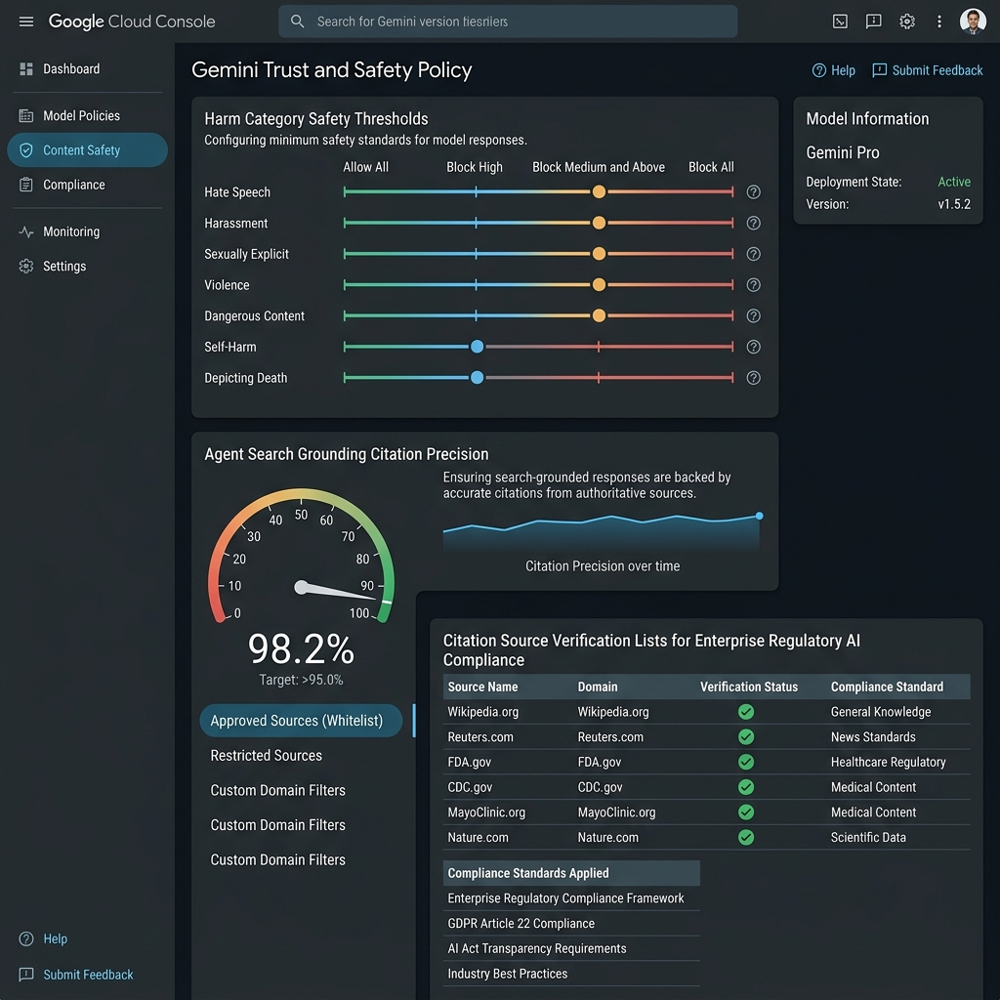 Google Cloud Console
Search for Gemini version fiesriers
Dashboard
Model Policies
Content Safety
Compliance
Monitoring
Settings
Help
Submit Feedback
Gemini Trust and Safety Policy
Help
Submit Feedback
Harm Category Safety Thresholds
Configuring minimum safety standards for model responses.
Allow All Block High Block Medium and Above Block All
Hate Speech
Harassment
Sexually Explicit
Violence
Dangerous Content
Self-Harm
Depicting Death
Model Information
Gemini Pro
Deployment State: Active
Version: v1.5.2
Agent Search Grounding Citation Precision
Ensuring search-grounded responses are backed by
accurate citations from authoritative sources.
Citation Precision over time
0
10
20
30
40
50
60
70
80
90
100
98.2%
Target: >95.0%
Approved Sources (Whitelist)
Restricted Sources
Custom Domain Filters
Custom Domain Filters
Custom Domain Filters
Citation Source Verification Lists for Enterprise Regulatory AI
Compliance
Source Name Domain Verification Status Compliance Standard
Wikipedia.org Wikipedia.org General Knowledge
Reuters.com Reuters.com News Standards
FDA.gov FDA.gov Healthcare Regulatory
CDC.gov CDC.gov Medical Content
MayoClinic.org MayoClinic.org Medical Content
Nature.com Nature.com Scientific Data
Compliance Standards Applied
Enterprise Regulatory Compliance Framework
GDPR Article 22 Compliance
AI Act Transparency Requirements
Industry Best Practices